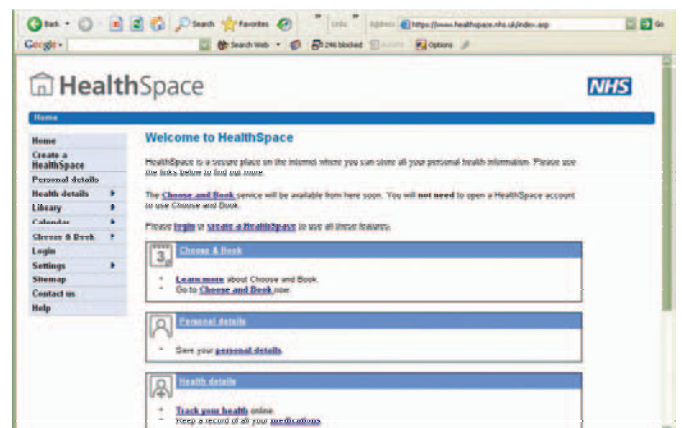 Back Search Favorites Links Address https://www.healthspace.nhs.uk/index.asp Go
Google Search Web 296 blocked Options
HealthSpace NHS
Home
Welcome to HealthSpace
HealthSpace is a secure place on the internet where you can store all your personal health information. Please use
the links below to find out more.
The Choose and Book service will be available from here soon. You will not need to open a HealthSpace account
to use Choose and Book.
Please login or create a HealthSpace to use all these features.
Home
Create a
HealthSpace
Personal details
Health details
Library
Calendar
Choose & Book
Login
Settings
Sitemap
Contact us
Help
3
Choose & Book
Learn more about Choose and Book.
Go to Choose and Book now.
Personal details
Save your personal details.
Health details
Track your health online.
Keep a record of all your medications.